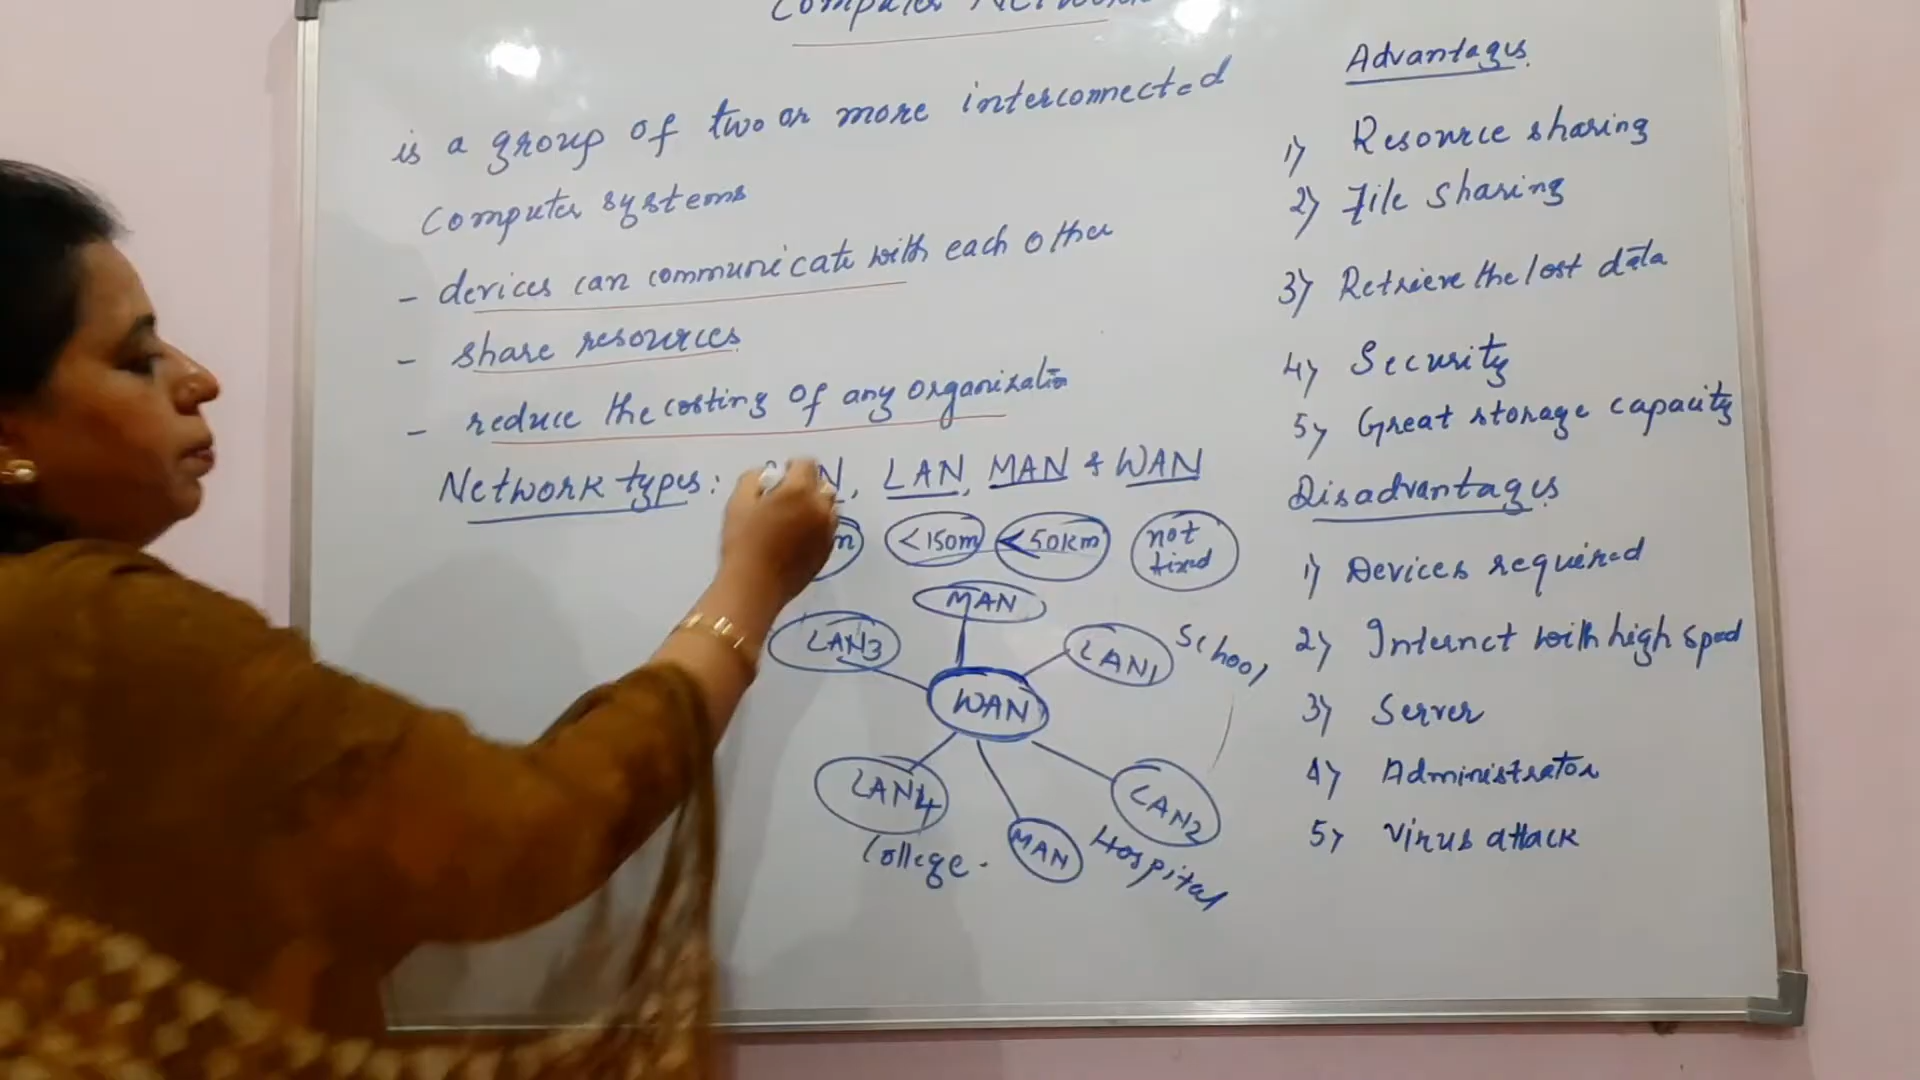 Computer Network
is a group of two or more interconnected
computer systems
- devices can communicate with each other
- share resources
- reduce the costing of any organization
Network types: LAN, MAN & WAN
<150m <50km not fixed
MAN
LAN3
LAN1 School
WAN
LAN4
LAN2
College.
MAN
Hospital
Advantages
1) Resource sharing
2) File sharing
3) Retrieve the lost data
4) Security
5) Great storage capacity
Disadvantages
1) Devices required
2) Internet with high speed
3) Server
4) Administrator
5) Virus attack